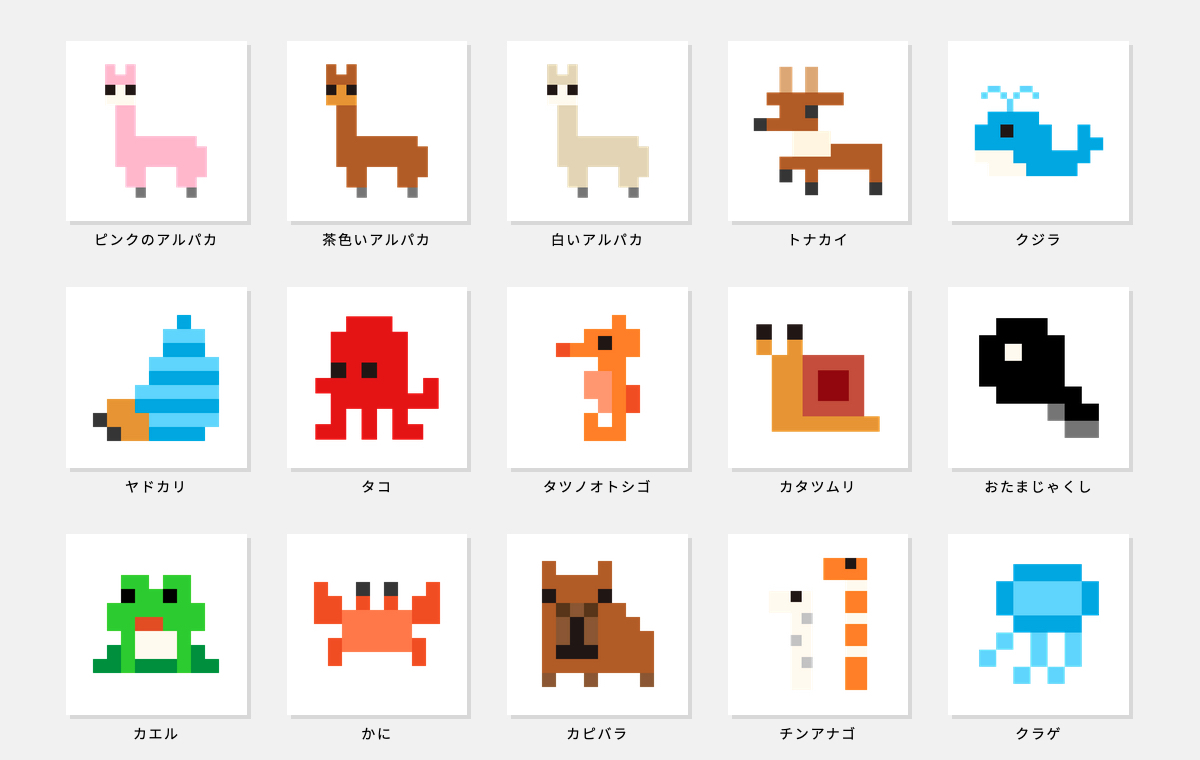 ピンクのアルパカ
茶色いアルパカ
白いアルパカ
トナカイ
クジラ
ヤドカリ
タコ
タツノオトシゴ
カタツムリ
おたまじゃくし
カエル
かに
カピバラ
チンアナゴ
クラゲ